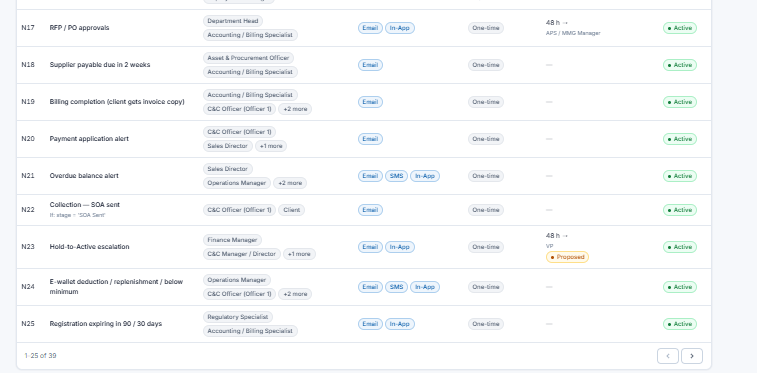 N17 RFP / PO approvals Department Head Accounting / Billing Specialist Email In-App One-time 48 h → APS / MMG Manager Active
N18 Supplier payable due in 2 weeks Asset & Procurement Officer Accounting / Billing Specialist Email One-time — Active
N19 Billing completion (client gets invoice copy) Accounting / Billing Specialist C&C Officer (Officer 1) +2 more Email One-time — Active
N20 Payment application alert C&C Officer (Officer 1) Sales Director +1 more Email One-time — Active
N21 Overdue balance alert Sales Director Operations Manager +2 more Email SMS In-App One-time — Active
N22 Collection — SOA sent If: stage = 'SOA Sent' C&C Officer (Officer 1) Client Email One-time — Active
N23 Hold-to-Active escalation Finance Manager C&C Manager / Director +1 more Email In-App One-time 48 h → VP Proposed Active
N24 E-wallet deduction / replenishment / below minimum Operations Manager C&C Officer (Officer 1) +2 more Email SMS In-App One-time — Active
N25 Registration expiring in 90 / 30 days Regulatory Specialist Accounting / Billing Specialist Email In-App One-time — Active
1-25 of 39